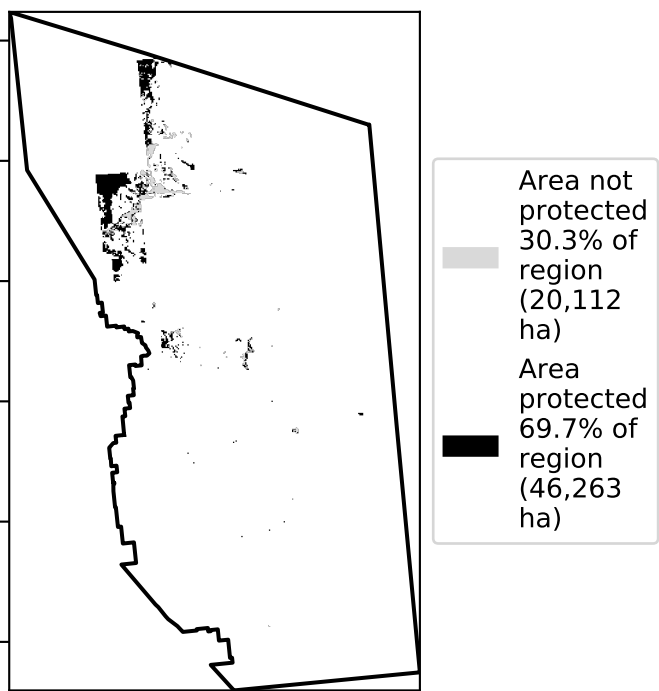 Area not
protected
30.3% of
region
(20,112
ha)
Area
protected
69.7% of
region
(46,263
ha)